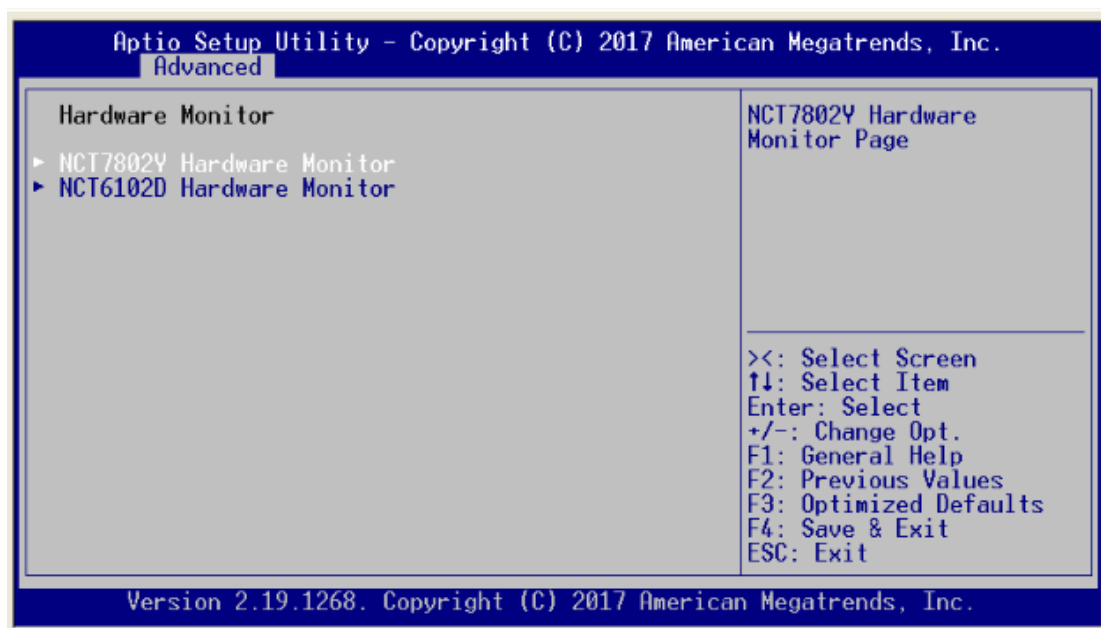 Aptio Setup Utility – Copyright (C) 2017 American Megatrends, Inc.
Advanced
Hardware Monitor
► NCT7802Y Hardware Monitor
► NCT6102D Hardware Monitor
NCT7802Y Hardware
Monitor Page
><: Select Screen
↑↓: Select Item
Enter: Select
+/-: Change Opt.
F1: General Help
F2: Previous Values
F3: Optimized Defaults
F4: Save & Exit
ESC: Exit
Version 2.19.1268. Copyright (C) 2017 American Megatrends, Inc.